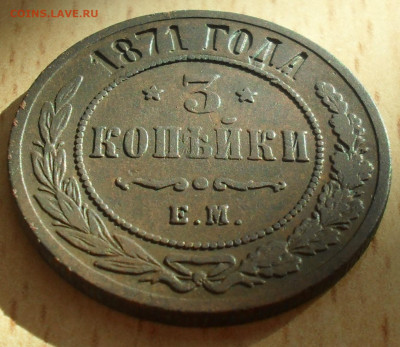 COINS.LAVE.RU
1871 ГОДА
3
КОПѢЙКИ
Е.М.